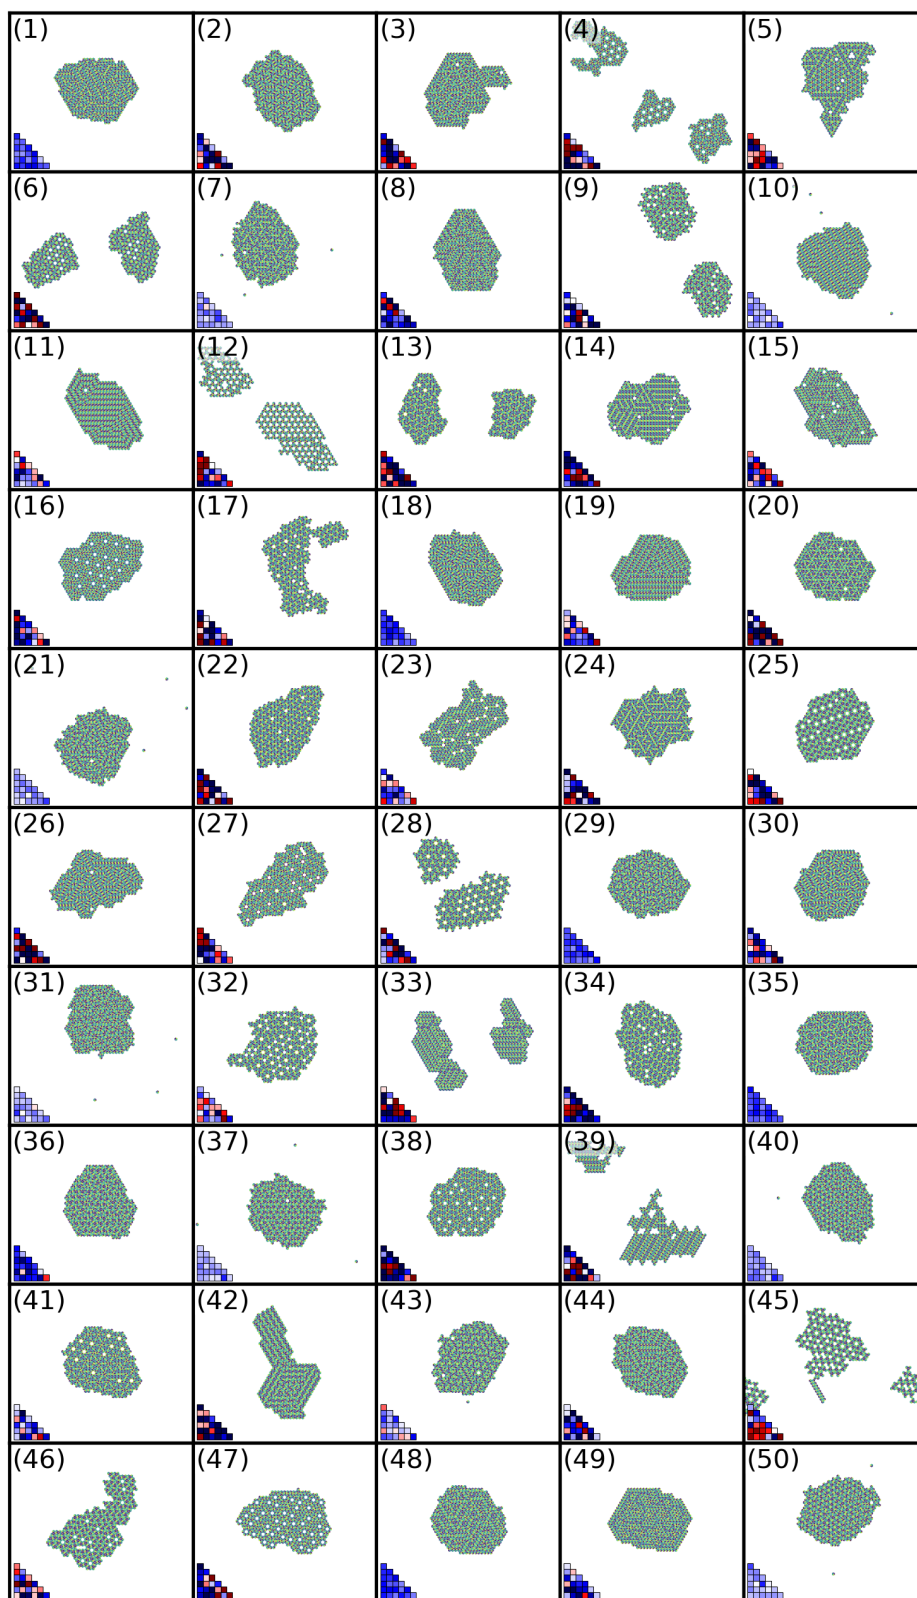 (1) (2) (3) (4) (5)
(6) (7) (8) (9) (10)
(11) (12) (13) (14) (15)
(16) (17) (18) (19) (20)
(21) (22) (23) (24) (25)
(26) (27) (28) (29) (30)
(31) (32) (33) (34) (35)
(36) (37) (38) (39) (40)
(41) (42) (43) (44) (45)
(46) (47) (48) (49) (50)